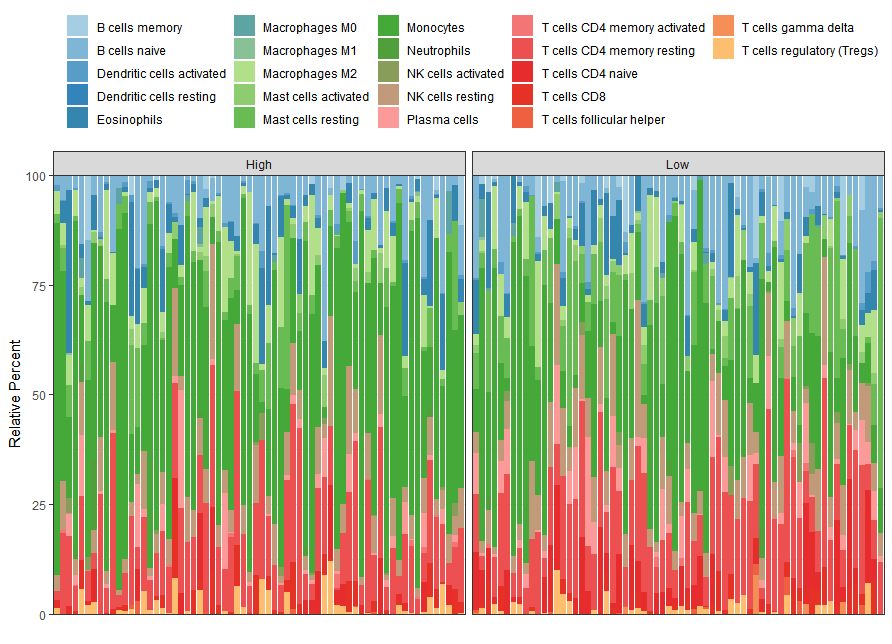 B cells memory
B cells naive
Dendritic cells activated
Dendritic cells resting
Eosinophils
Macrophages M0
Macrophages M1
Macrophages M2
Mast cells activated
Mast cells resting
Monocytes
Neutrophils
NK cells activated
NK cells resting
Plasma cells
T cells CD4 memory activated
T cells CD4 memory resting
T cells CD4 naive
T cells CD8
T cells follicular helper
T cells gamma delta
T cells regulatory (Tregs)
High
Low
Relative Percent
100
75
50
25
0